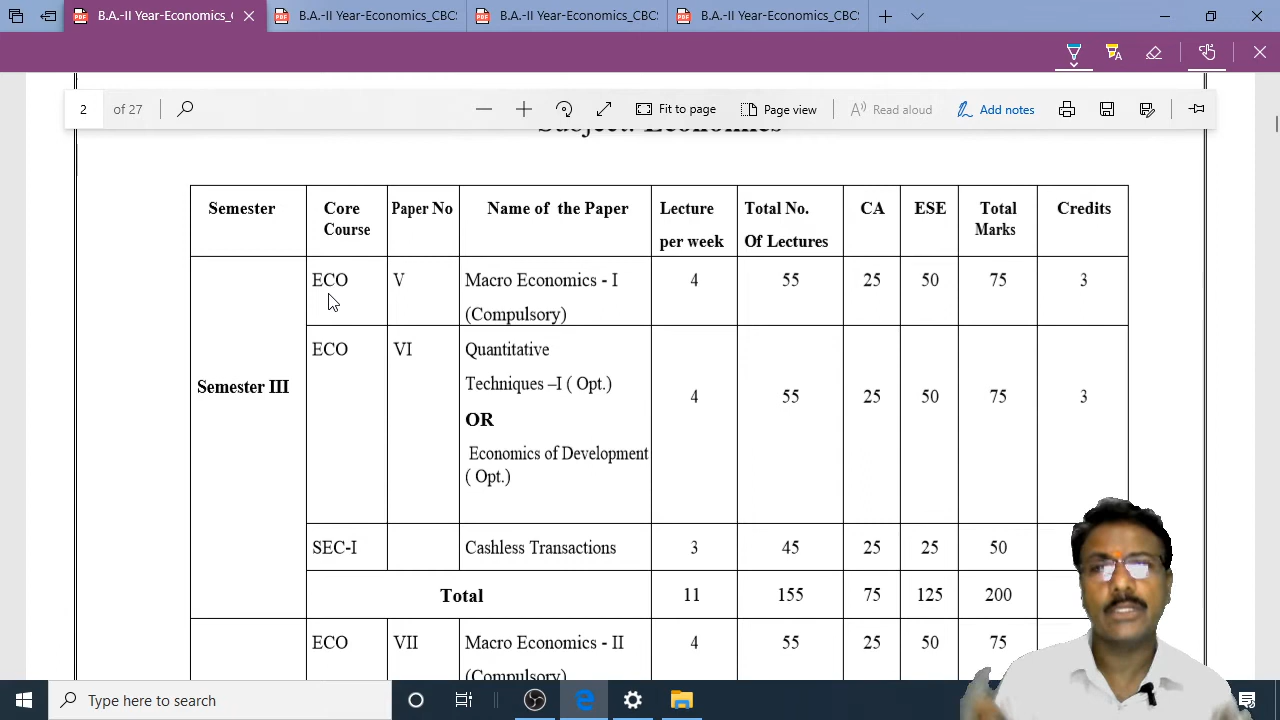 B.A.-II Year-Economics_CBC
B.A.-II Year-Economics_CBC
B.A.-II Year-Economics_CBC
B.A.-II Year-Economics_CBC
2 of 27
Fit to page
Page view
Read aloud
Add notes
Subject: Economics
Semester Core Course Paper No Name of the Paper Lecture per week Total No. Of Lectures CA ESE Total Marks Credits
Semester III
ECO V Macro Economics - I (Compulsory) 4 55 25 50 75 3
ECO VI Quantitative
Techniques –I ( Opt.)
OR
Economics of Development
( Opt.)
4 55 25 50 75 3
SEC-I Cashless Transactions 3 45 25 25 50
Total 11 155 75 125 200
ECO VII Macro Economics - II 4 55 25 50 75
(Compulsory)
Type here to search